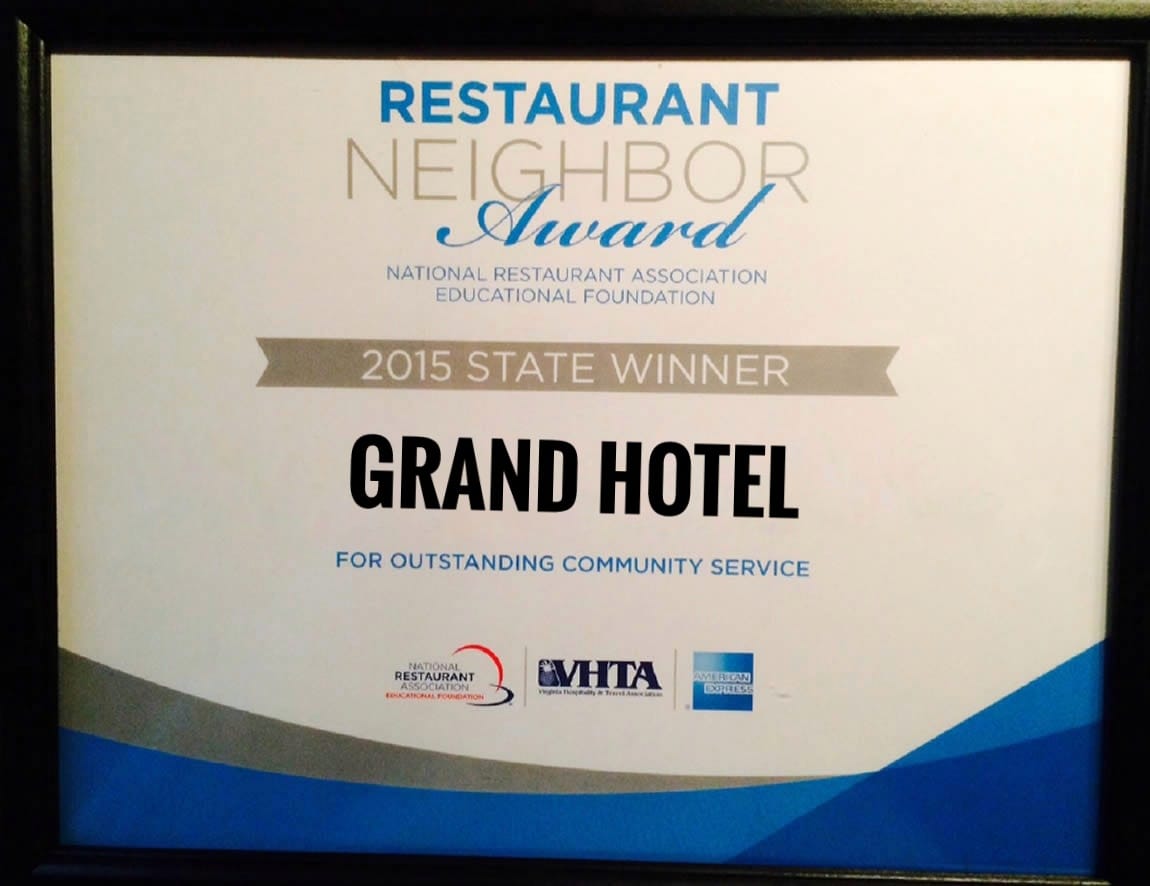 RESTAURANT
NEIGHBOR
Award
NATIONAL RESTAURANT ASSOCIATION
EDUCATIONAL FOUNDATION
2015 STATE WINNER
GRAND HOTEL
FOR OUTSTANDING COMMUNITY SERVICE
NATIONAL
RESTAURANT
ASSOCIATION
EDUCATIONAL FOUNDATION
VHTA
Virginia Hospitality & Travel Association
AMERICAN
EXPRESS
®